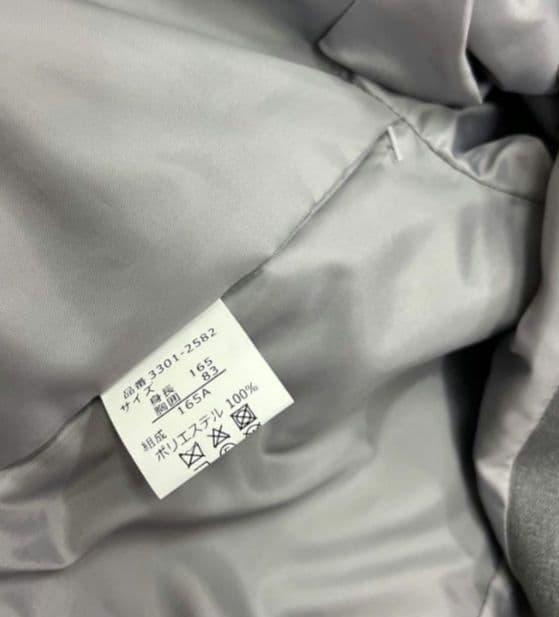 品番 3301-2582
サイズ
身長 165
胸囲 83
165A
組成
ポリエステル 100%